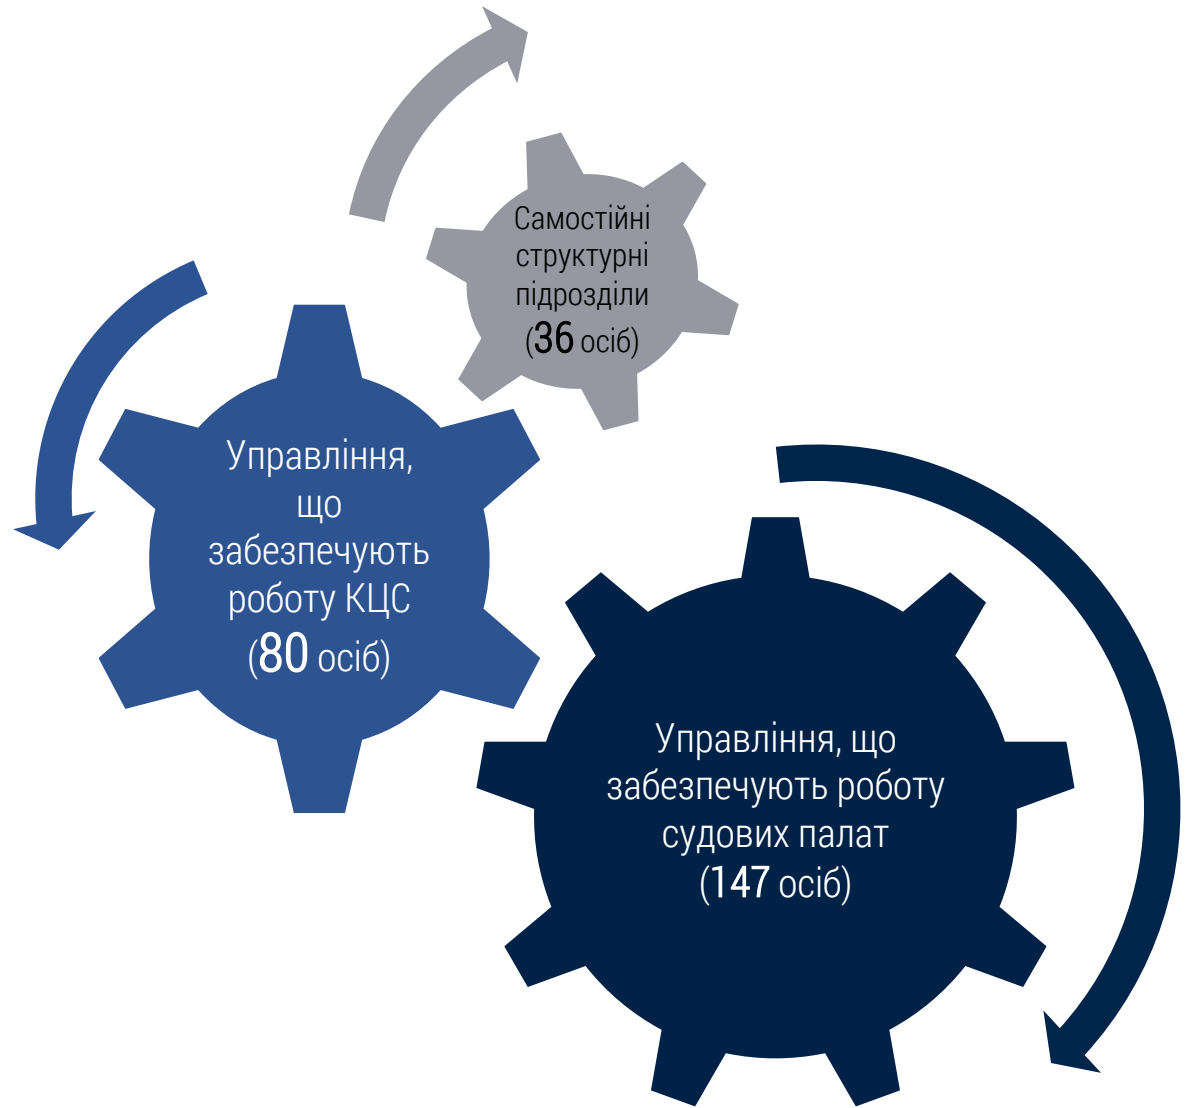 Самостійні
структурні
підрозділи
(36 осіб)
Управління,
що
забезпечують
роботу КЦС
(80 осіб)
Управління, що
забезпечують роботу
судових палат
(147 осіб)